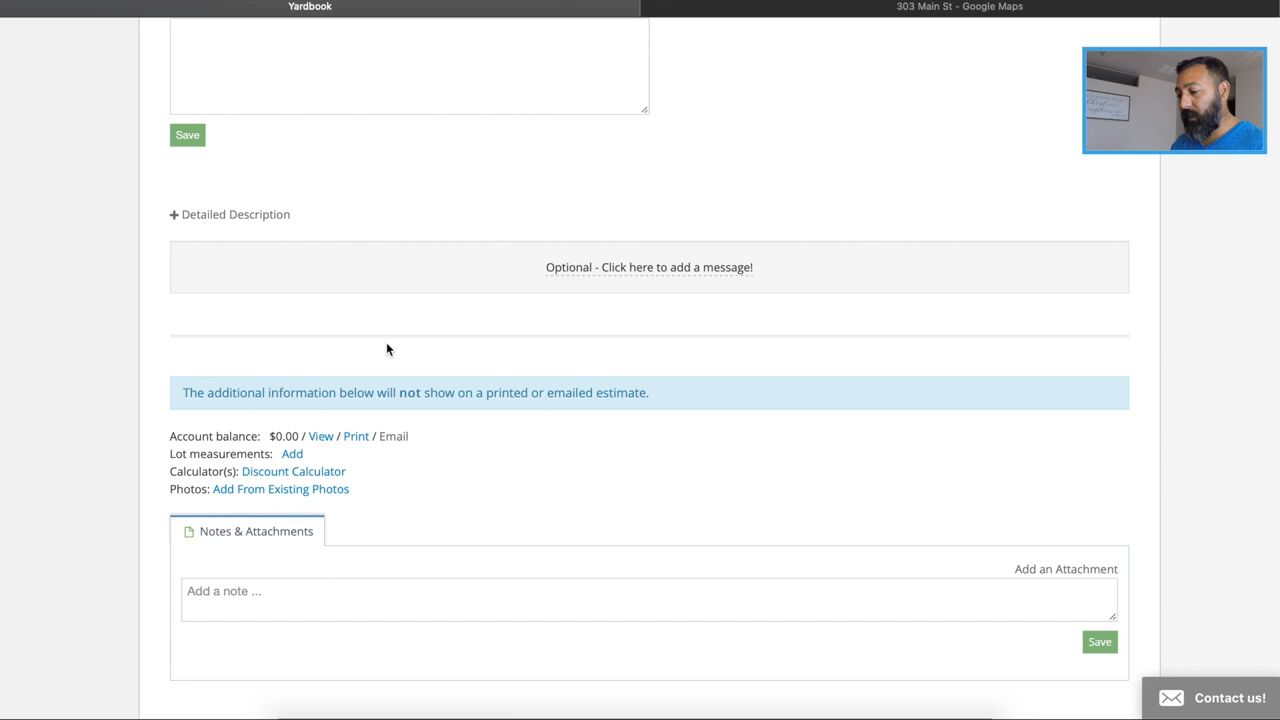 Yardbook
303 Main St - Google Maps
Save
Detailed Description
Optional - Click here to add a message!
The additional information below will not show on a printed or emailed estimate.
Account balance: $0.00 / View / Print / Email
Lot measurements: Add
Calculator(s): Discount Calculator
Photos: Add From Existing Photos
Notes & Attachments
Add an Attachment
Add a note ...
Save
Contact us!